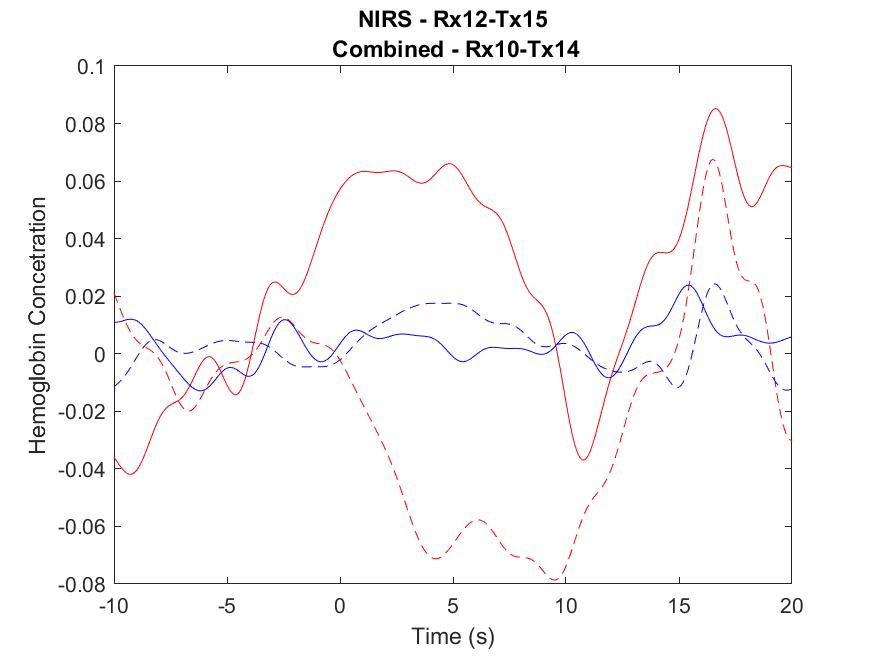 NIRS - Rx12-Tx15
Combined - Rx10-Tx14
0.1
0.08
0.06
0.04
0.02
0
-0.02
-0.04
-0.06
-0.08
Hemoglobin Concetration
-10 -5 0 5 10 15 20
Time (s)